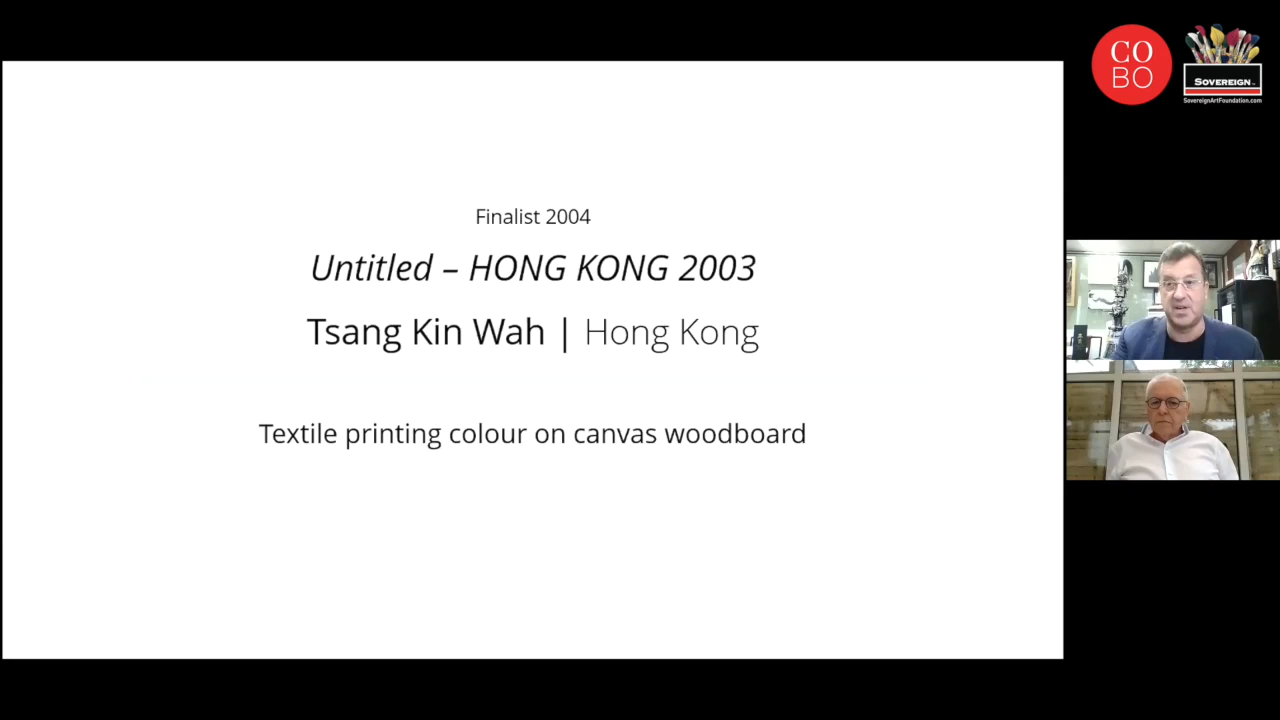 Finalist 2004
Untitled – HONG KONG 2003
Tsang Kin Wah | Hong Kong
Textile printing colour on canvas woodboard
CO
BO
SOVEREIGN
SovereignArtFoundation.com